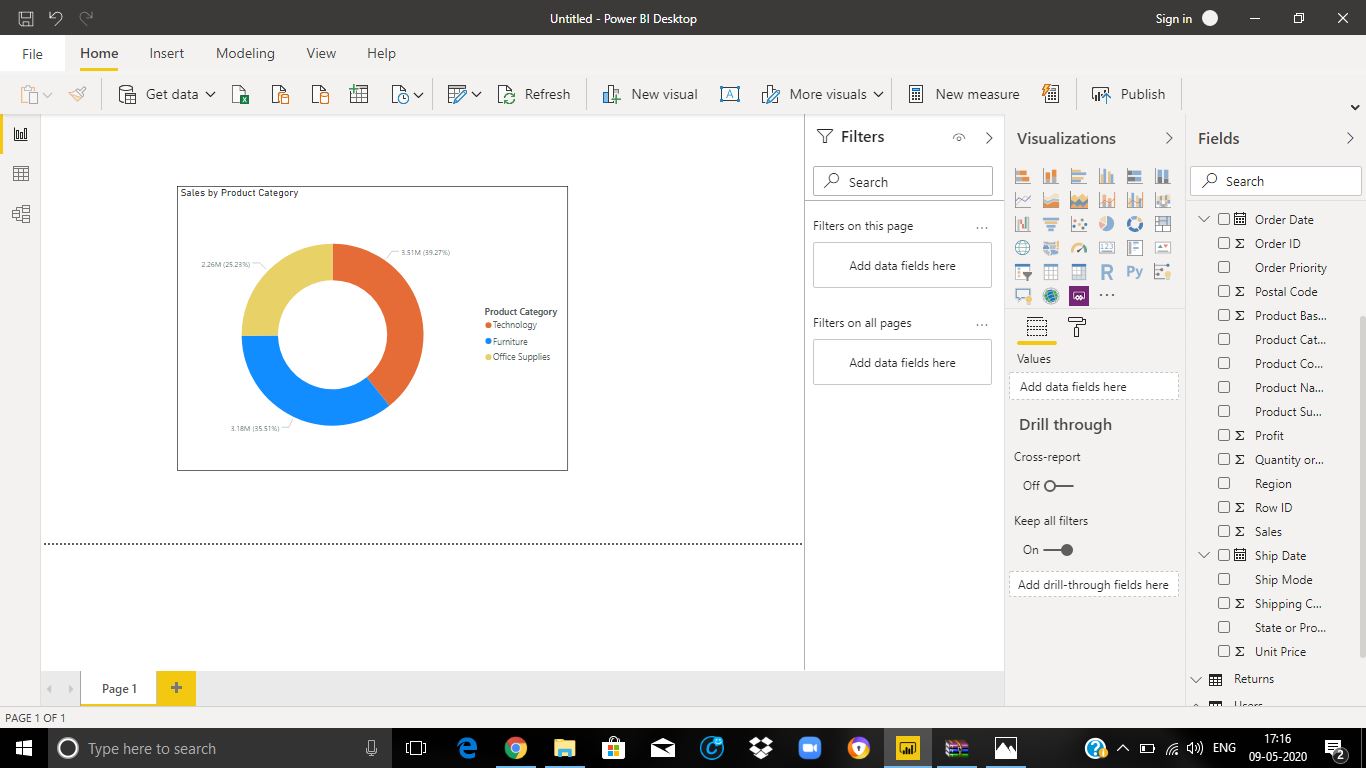 Untitled - Power BI Desktop
Sign in
File
Home
Insert
Modeling
View
Help
Get data
Refresh
New visual
More visuals
New measure
Publish
Sales by Product Category
3.51M (39.27%)
2.26M (25.23%)
3.18M (35.51%)
Product Category
Technology
Furniture
Office Supplies
Filters
Search
Filters on this page
...
Add data fields here
Filters on all pages
...
Add data fields here
Visualizations
123
R
Py
...
Values
Add data fields here
Drill through
Cross-report
Off
Keep all filters
On
Add drill-through fields here
Fields
Search
Order Date
Σ Order ID
Order Priority
Σ Postal Code
Σ Product Bas...
Product Cat...
Product Co...
Product Na...
Product Su...
Σ Profit
Σ Quantity or...
Region
Σ Row ID
Σ Sales
Ship Date
Ship Mode
Σ Shipping C...
State or Pro...
Σ Unit Price
Returns
Users
Page 1
+
PAGE 1 OF 1
Type here to search
ENG
17:16
09-05-2020
2